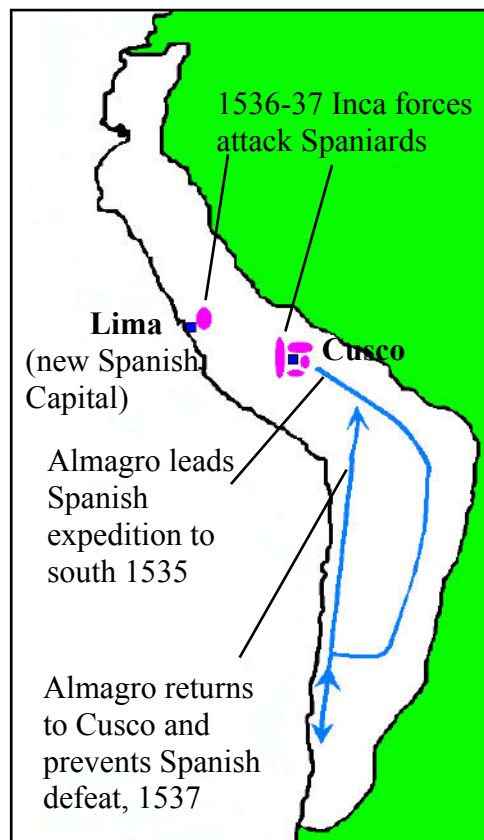 1536-37 Inca forces
attack Spaniards
Lima
(new Spanish
Capital)
Cusco
Almagro leads
Spanish
expedition to
south 1535
Almagro returns
to Cusco and
prevents Spanish
defeat, 1537